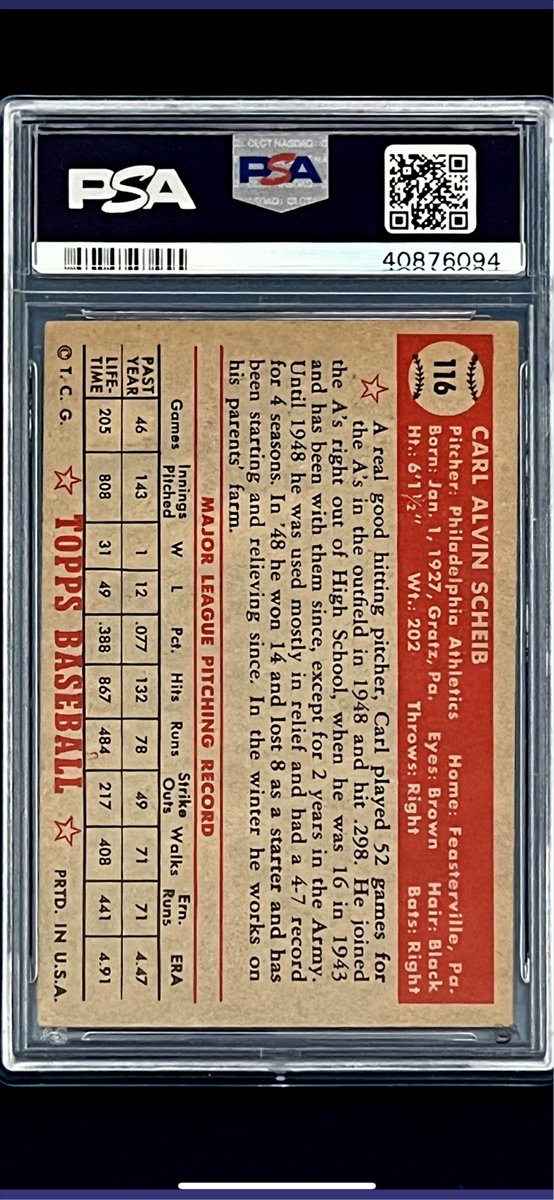 PSA
CLCT NASDAQ
PSA
40876094
116
CARL ALVIN SCHEIB
Pitcher: Philadelphia Athletics Home: Feasterville, Pa.
Born: Jan. 1, 1927, Gratz, Pa. Eyes: Brown Hair: Black
Ht.: 6'1 1/2" Wt.: 202 Throws: Right Bats: Right
A real good hitting pitcher, Carl played 52 games for
the A's in the outfield in 1948 and hit .298. He joined
the A's right out of High School, when he was 16 in 1943
and has been with them since, except for 2 years in the Army.
Until 1948 he was used mostly in relief and had a 4-7 record
for 4 seasons. In '48 he won 14 and lost 8 as a starter and has
been starting and relieving since. In the winter he works on
his parents' farm.
MAJOR LEAGUE PITCHING RECORD
Games Innings Pitched W L Pct. Hits Runs Strike Outs Walks Ern. Runs ERA
PAST YEAR 46 143 1 12 .077 132 78 49 71 71 4.47
LIFE-TIME 205 808 31 49 .388 867 484 217 408 441 4.91
© T. C. G. TOPPS BASEBALL PRTD. IN U.S.A.